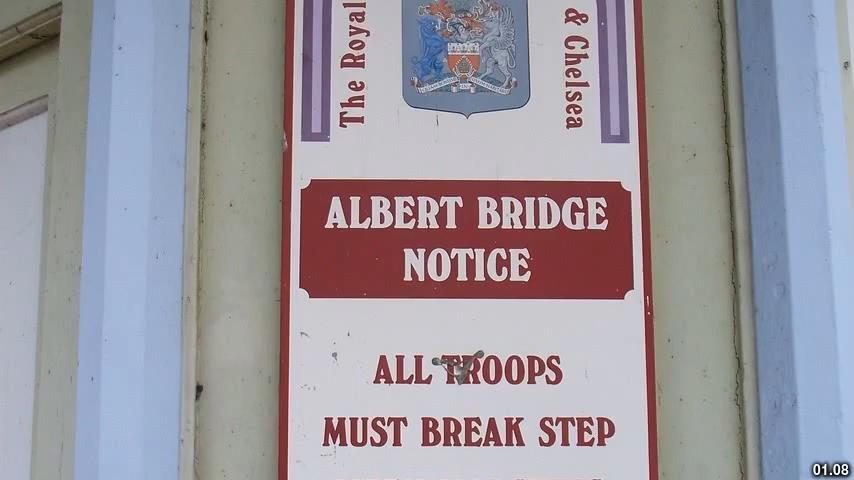 The Royal
& Chelsea
ALBERT BRIDGE
NOTICE
ALL TROOPS
MUST BREAK STEP
01.08